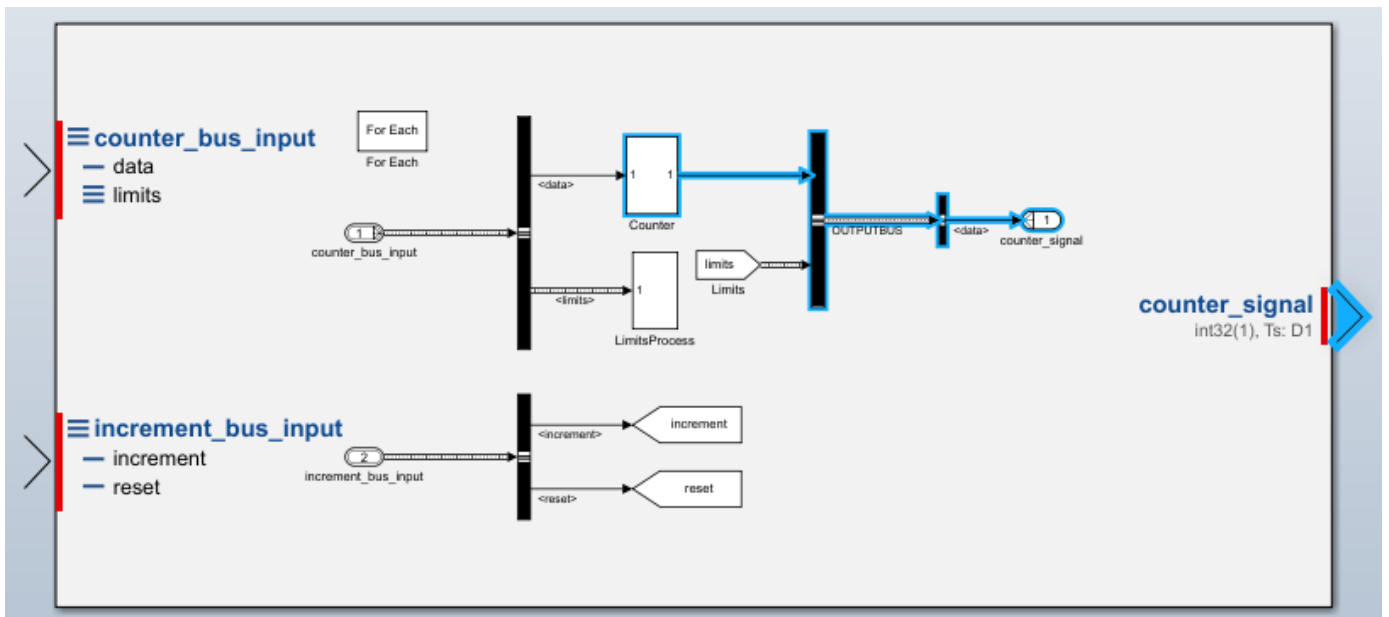 counter_bus_input
data
limits
For Each
For Each
1
counter_bus_input
<data>
<limits>
1 1
Counter
1
LimitsProcess
limits
Limits
OUTPUTBUS
<data>
1
counter_signal
counter_signal
int32(1), Ts: D1
increment_bus_input
increment
reset
2
increment_bus_input
<increment>
<reset>
increment
reset